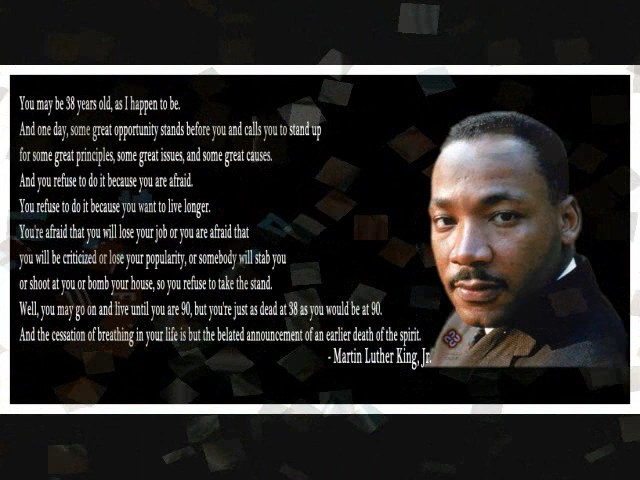 You may be 38 years old, as I happen to be.
And one day, some great opportunity stands before you and calls you to stand up
for some great principles, some great issues, and some great causes.
And you refuse to do it because you are afraid.
You refuse to do it because you want to live longer.
You're afraid that you will lose your job or you are afraid that
you will be criticized or lose your popularity, or somebody will stab you
or shoot at you or bomb your house, so you refuse to take the stand.
Well, you may go on and live until you are 90, but you're just as dead at 38 as you would be at 90.
And the cessation of breathing in your life is but the belated announcement of an earlier death of the spirit.
- Martin Luther King, Jr.